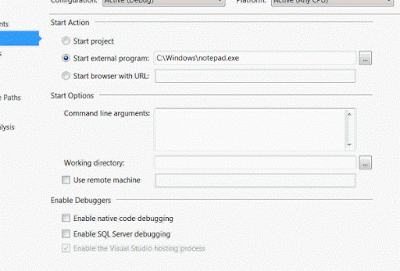 Configuration: Active (Debug) Platform: Active (Any CPU)
Start Action
Start project
Start external program: C:\Windows\notepad.exe ...
Start browser with URL:
Start Options
Command line arguments:
Paths
Working directory: ...
Use remote machine
Enable Debuggers
Enable native code debugging
Enable SQL Server debugging
Enable the Visual Studio hosting process